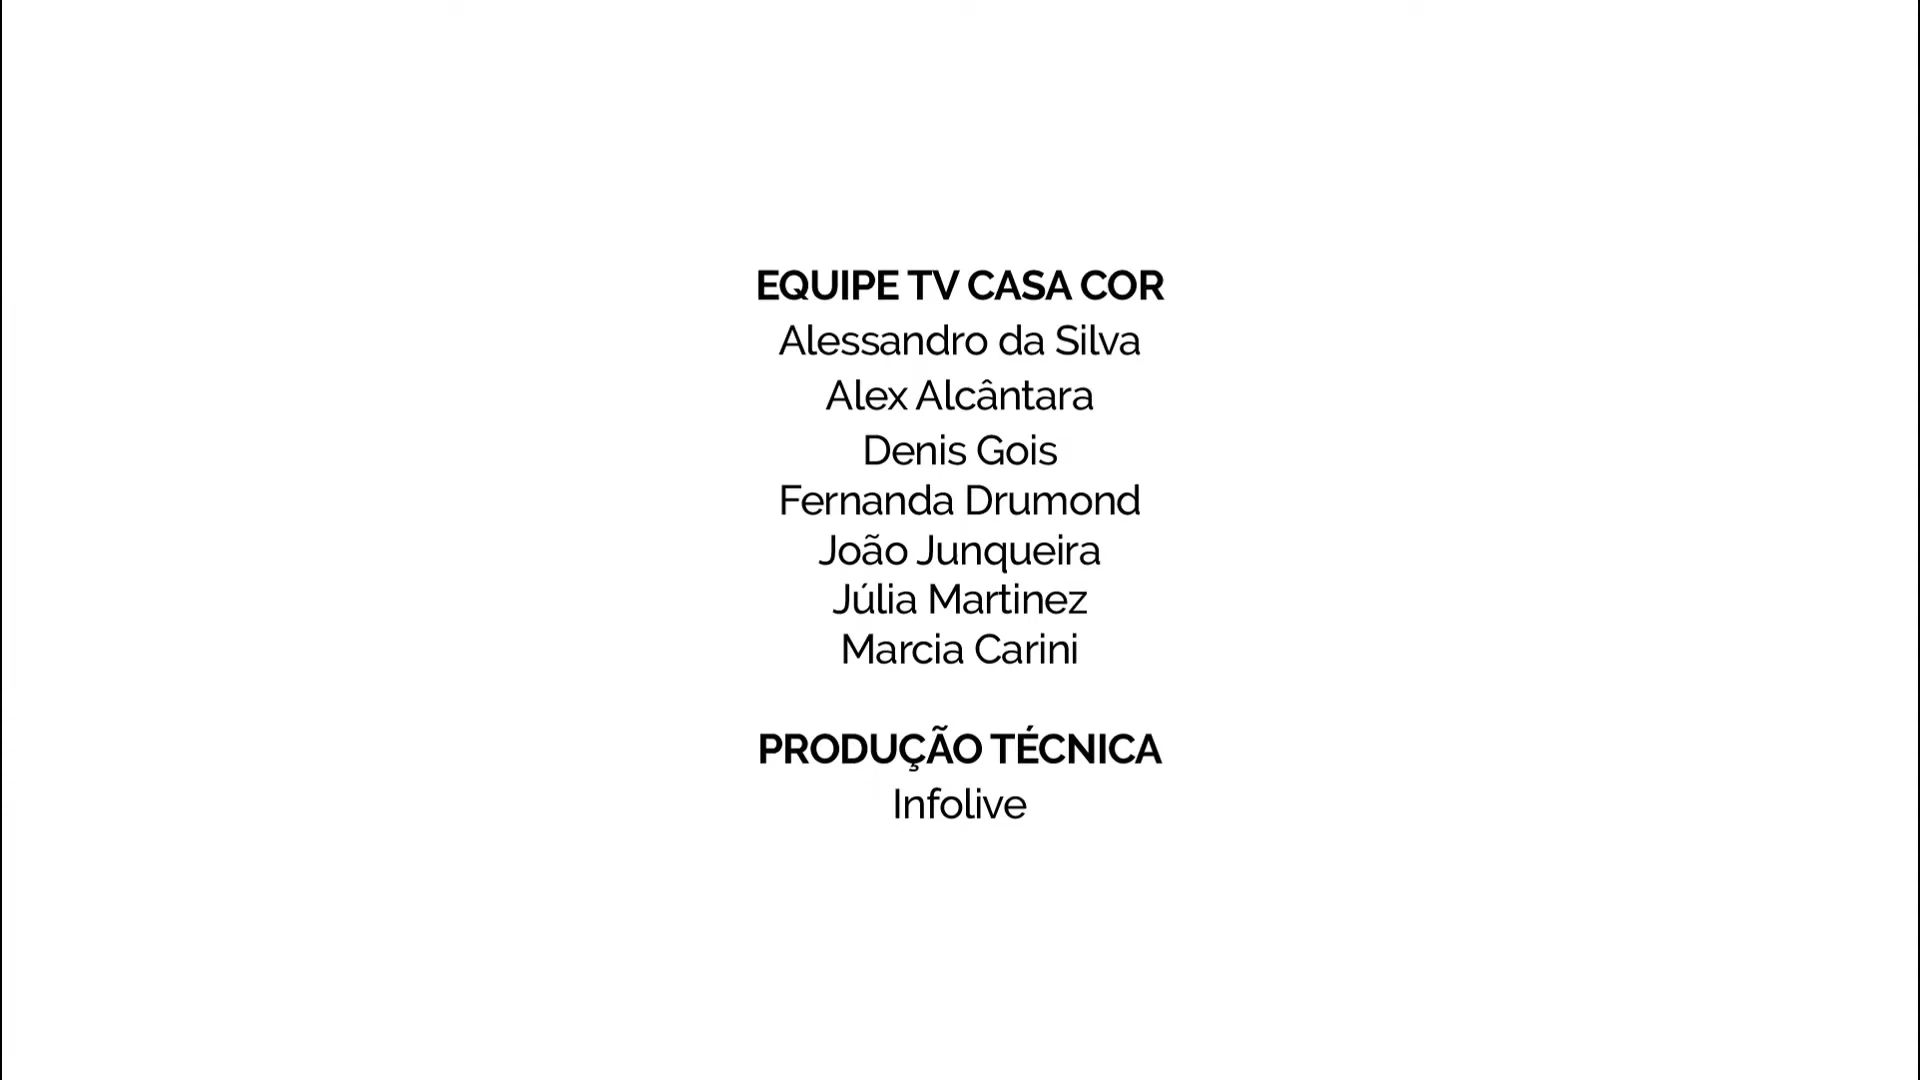 EQUIPE TV CASA COR
Alessandro da Silva
Alex Alcântara
Denis Gois
Fernanda Drumond
João Junqueira
Júlia Martinez
Marcia Carini
PRODUÇÃO TÉCNICA
Infolive